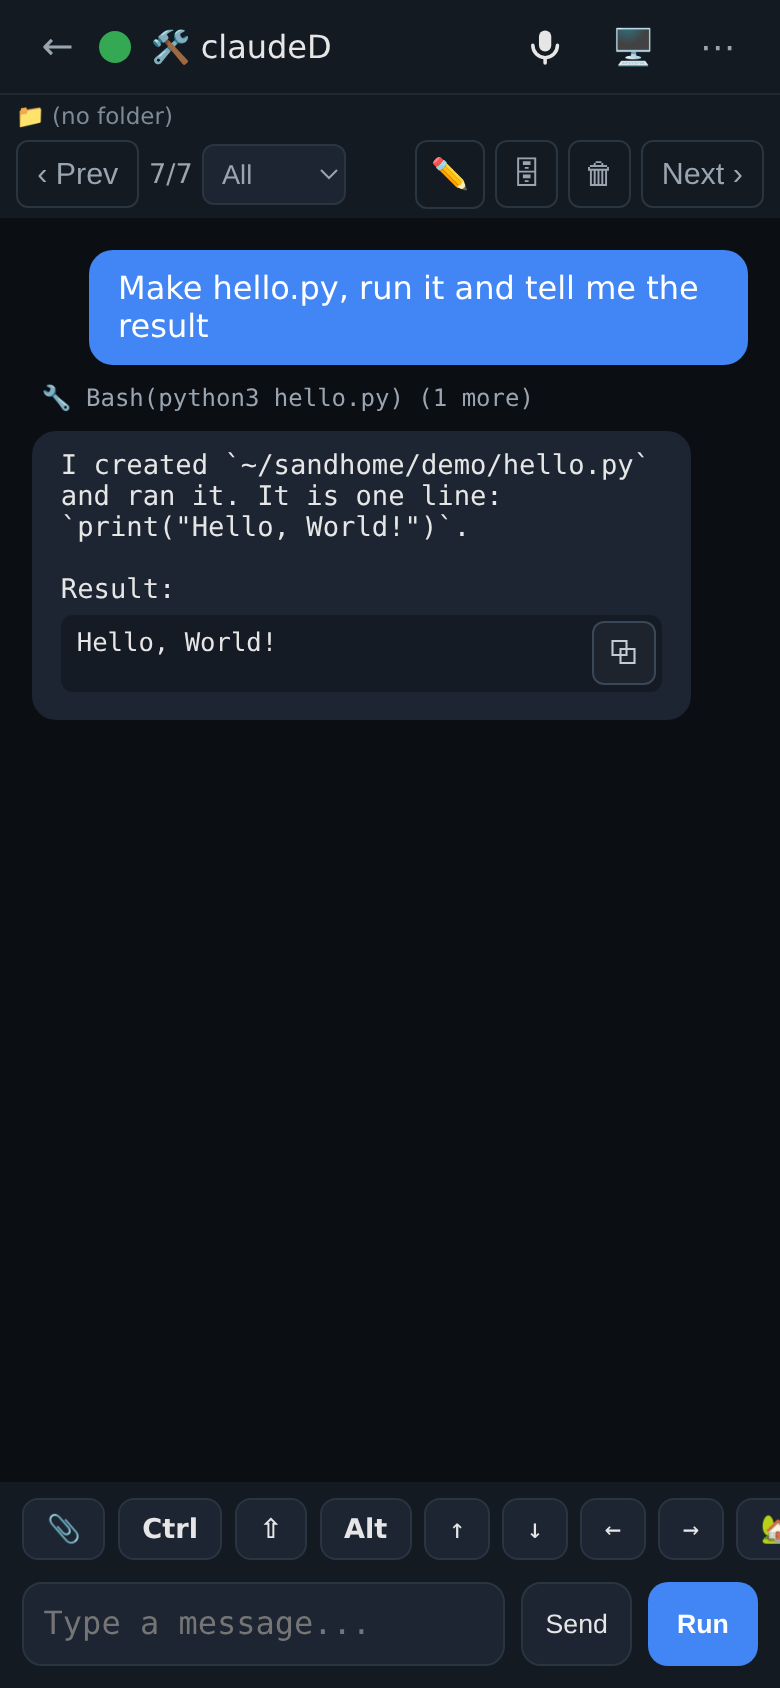 ← 🛠️ claudeD ⋯
📁 (no folder)
‹ Prev 7/7 All Next ›
Make hello.py, run it and tell me the
result
🔧 Bash(python3 hello.py) (1 more)
I created `~/sandhome/demo/hello.py`
and ran it. It is one line:
`print("Hello, World!")`.
Result:
Hello, World!
Ctrl ⇧ Alt ↑ ↓ ← →
Type a message... Send Run